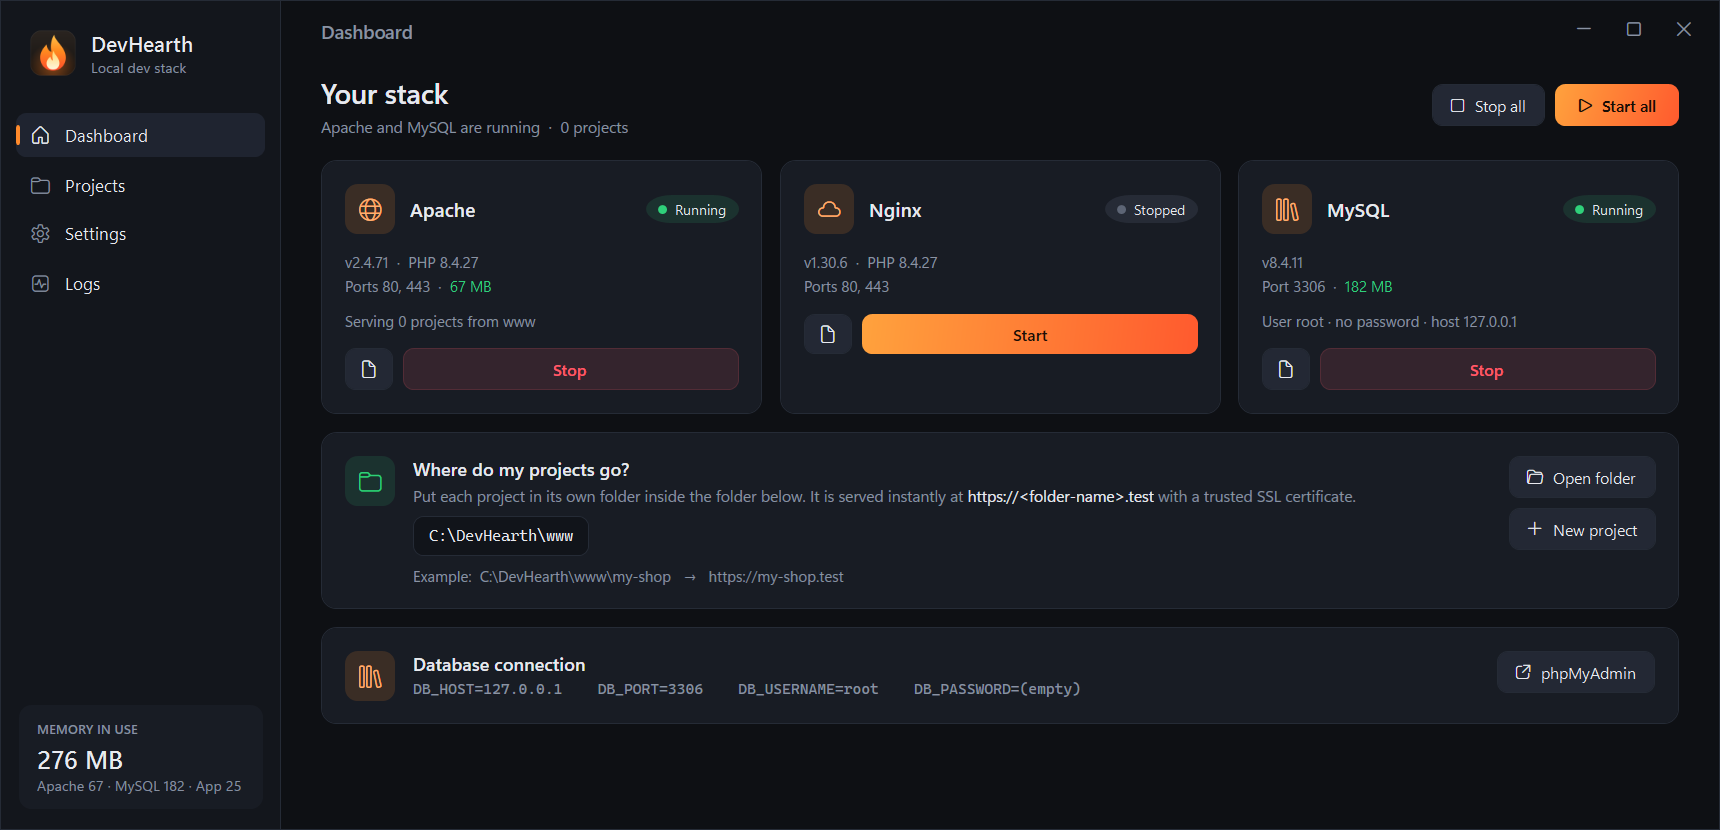 DevHearth
Local dev stack
Dashboard
Projects
Settings
Logs
MEMORY IN USE
276 MB
Apache 67 · MySQL 182 · App 25
Dashboard
Your stack
Apache and MySQL are running · 0 projects
Stop all
Start all
Apache
Running
v2.4.71 · PHP 8.4.27
Ports 80, 443 · 67 MB
Serving 0 projects from www
Stop
Nginx
Stopped
v1.30.6 · PHP 8.4.27
Ports 80, 443
Start
MySQL
Running
v8.4.11
Port 3306 · 182 MB
User root · no password · host 127.0.0.1
Stop
Where do my projects go?
Put each project in its own folder inside the folder below. It is served instantly at https://<folder-name>.test with a trusted SSL certificate.
C:\DevHearth\www
Example: C:\DevHearth\www\my-shop → https://my-shop.test
Open folder
New project
Database connection
DB_HOST=127.0.0.1 DB_PORT=3306 DB_USERNAME=root DB_PASSWORD=(empty)
phpMyAdmin